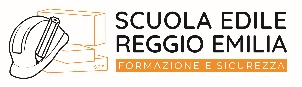 SCUOLA EDILE
REGGIO EMILIA
FORMAZIONE E SICUREZZA